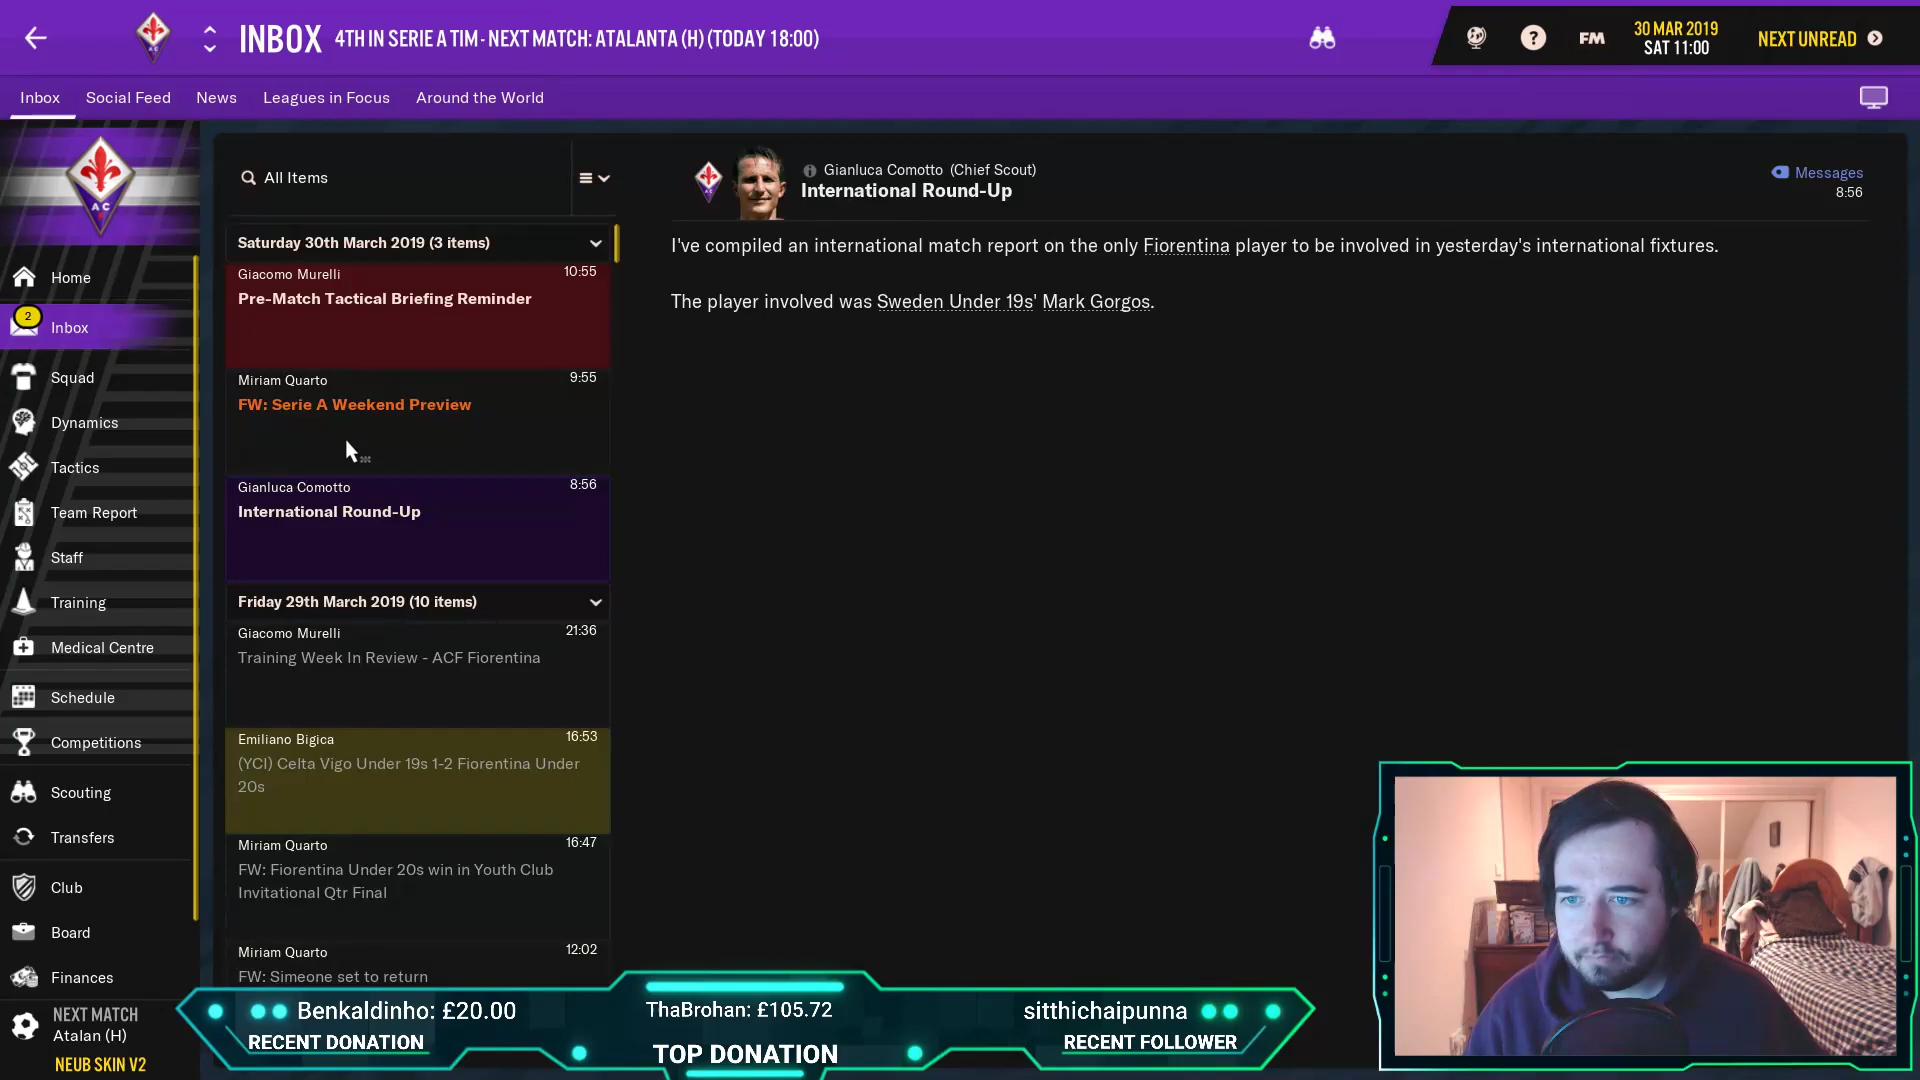 INBOX
4TH IN SERIE A TIM - NEXT MATCH: ATALANTA (H) (TODAY 18:00)
?
FM
30 MAR 2019
SAT 11:00
NEXT UNREAD
Inbox
Social Feed
News
Leagues in Focus
Around the World
AC
Home
2
Inbox
Squad
Dynamics
Tactics
Team Report
Staff
Training
Medical Centre
Schedule
Competitions
Scouting
Transfers
Club
Board
Finances
NEXT MATCH
Atalan (H)
NEUB SKIN V2
All Items
Saturday 30th March 2019 (3 items)
Giacomo Murelli 10:55
Pre-Match Tactical Briefing Reminder
Miriam Quarto 9:55
FW: Serie A Weekend Preview
Gianluca Comotto 8:56
International Round-Up
Friday 29th March 2019 (10 items)
Giacomo Murelli 21:36
Training Week In Review - ACF Fiorentina
Emiliano Bigica 16:53
(YCI) Celta Vigo Under 19s 1-2 Fiorentina Under
20s
Miriam Quarto 16:47
FW: Fiorentina Under 20s win in Youth Club
Invitational Qtr Final
Miriam Quarto 12:02
FW: Simeone set to return
Gianluca Comotto (Chief Scout)
International Round-Up
Messages
8:56
I've compiled an international match report on the only Fiorentina player to be involved in yesterday's international fixtures.
The player involved was Sweden Under 19s' Mark Gorgos.
Benkaldinho: £20.00
RECENT DONATION
ThaBrohan: £105.72
TOP DONATION
sitthichaipunna
RECENT FOLLOWER